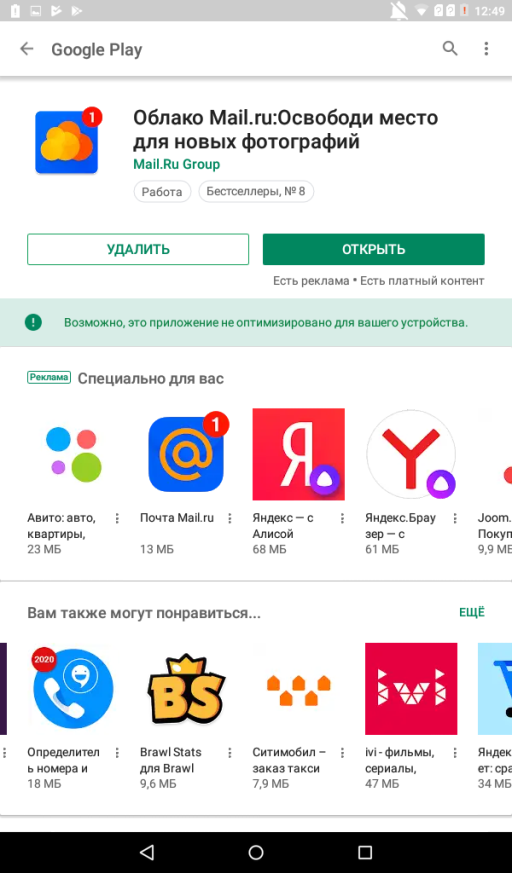 12:49
Google Play
1
Облако Mail.ru:Освободи место
для новых фотографий
Mail.Ru Group
Работа
Бестселлеры, № 8
УДАЛИТЬ
ОТКРЫТЬ
Есть реклама • Есть платный контент
Возможно, это приложение не оптимизировано для вашего устройства.
Реклама Специально для вас
1
Я
Авито: авто,
квартиры,
23 МБ
Почта Mail.ru
13 МБ
Яндекс — с
Алисой
68 МБ
Яндекс.Брау
зер — с
61 МБ
Joom.
Покуп
9,9 МБ
Вам также могут понравиться...
ЕЩЁ
2020
BS
ivi
Определител
ь номера и
18 МБ
Brawl Stats
для Brawl
9,6 МБ
Ситимобил –
заказ такси
7,9 МБ
ivi - фильмы,
сериалы,
47 МБ
Яндек
ет: сра
34 МБ